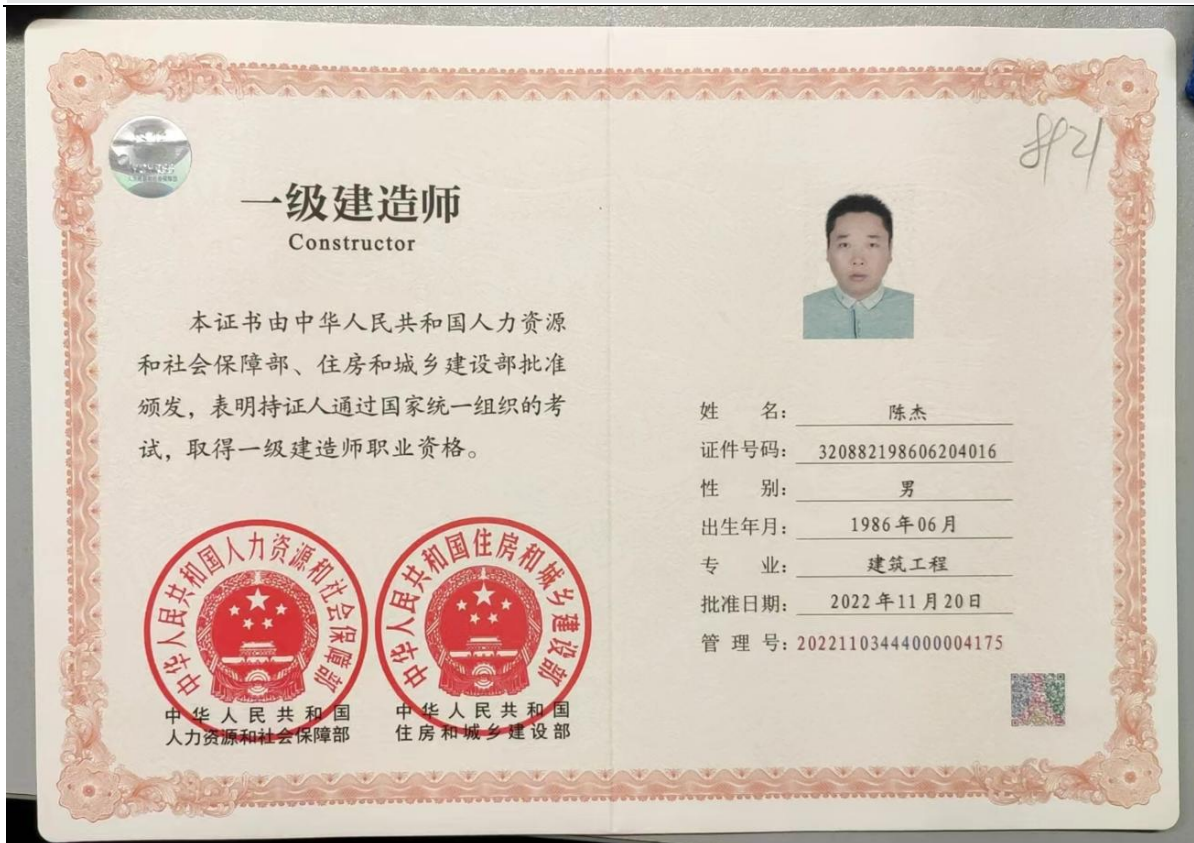 一级建造师
Constructor
本证书由中华人民共和国人力资源
和社会保障部、住房和城乡建设部批准
颁发，表明持证人通过国家统一组织的考
试，取得一级建造师职业资格。
中华人民共和国人力资源和社会保障部
中华人民共和国
人力资源和社会保障部
中华人民共和国住房和城乡建设部
中华人民共和国
住房和城乡建设部
8921
姓 名： 陈杰
证件号码： 320882198606204016
性 别： 男
出生年月： 1986年06月
专 业： 建筑工程
批准日期： 2022年11月20日
管 理 号： 20221103444000004175